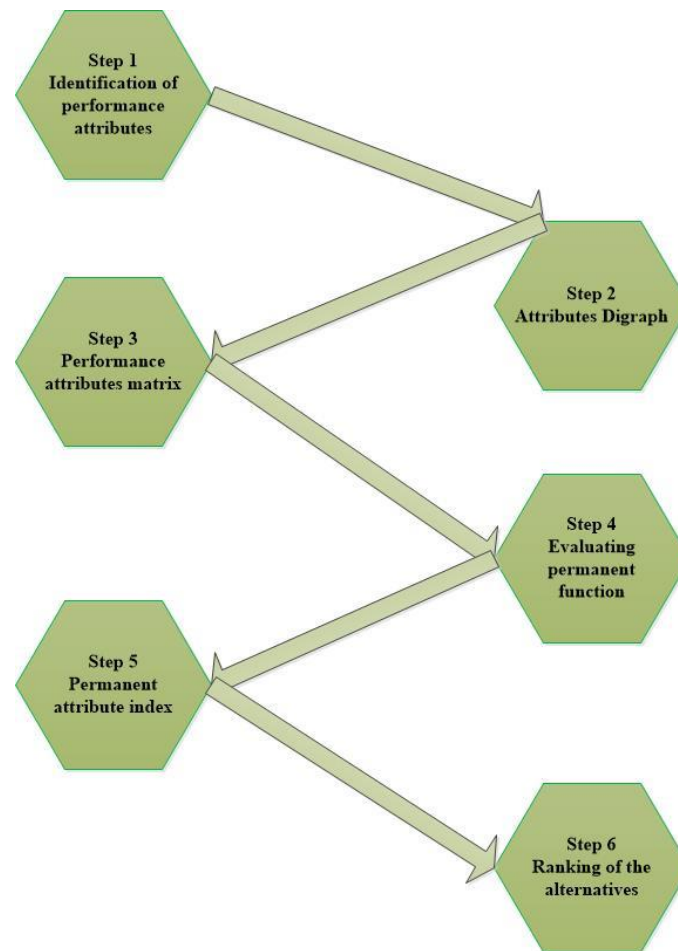 Step 1
Identification of
performance
attributes
Step 2
Attributes Digraph
Step 3
Performance
attributes matrix
Step 4
Evaluating
permanent
function
Step 5
Permanent
attribute index
Step 6
Ranking of the
alternatives